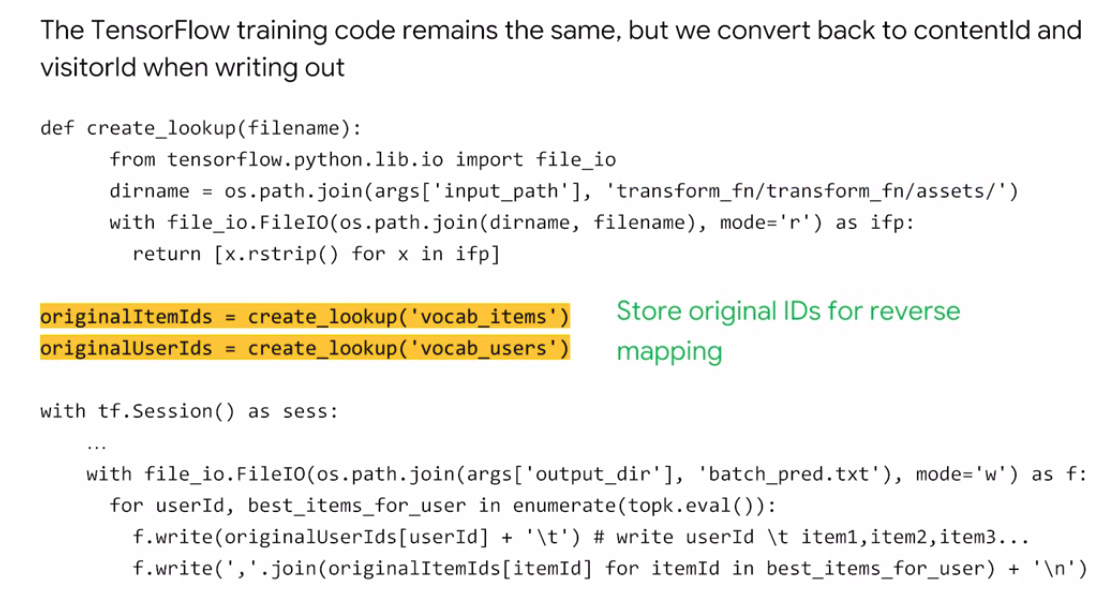 The TensorFlow training code remains the same, but we convert back to contentId and
visitorId when writing out
def create_lookup(filename):
from tensorflow.python.lib.io import file_io
dirname = os.path.join(args['input_path'], 'transform_fn/transform_fn/assets/')
with file_io.FileIO(os.path.join(dirname, filename), mode='r') as ifp:
return [x.rstrip() for x in ifp]
originalItemIds = create_lookup('vocab_items')
originalUserIds = create_lookup('vocab_users')
Store original IDs for reverse
mapping
with tf.Session() as sess:
...
with file_io.FileIO(os.path.join(args['output_dir'], 'batch_pred.txt'), mode='w') as f:
for userId, best_items_for_user in enumerate(topk.eval()):
f.write(originalUserIds[userId] + '\t') # write userId \t item1,item2,item3...
f.write(','.join(originalItemIds[itemId] for itemId in best_items_for_user) + '\n')